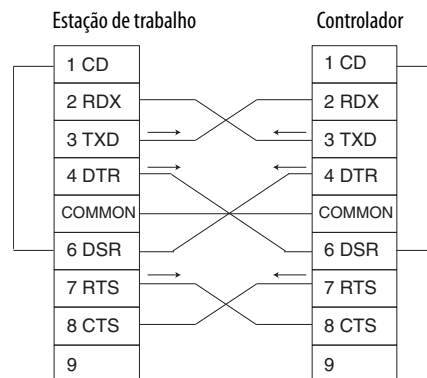 Estação de trabalho
Controlador
1 CD
2 RDX
3 TXD
4 DTR
COMMON
6 DSR
7 RTS
8 CTS
9
1 CD
2 RDX
3 TXD
4 DTR
COMMON
6 DSR
7 RTS
8 CTS
9